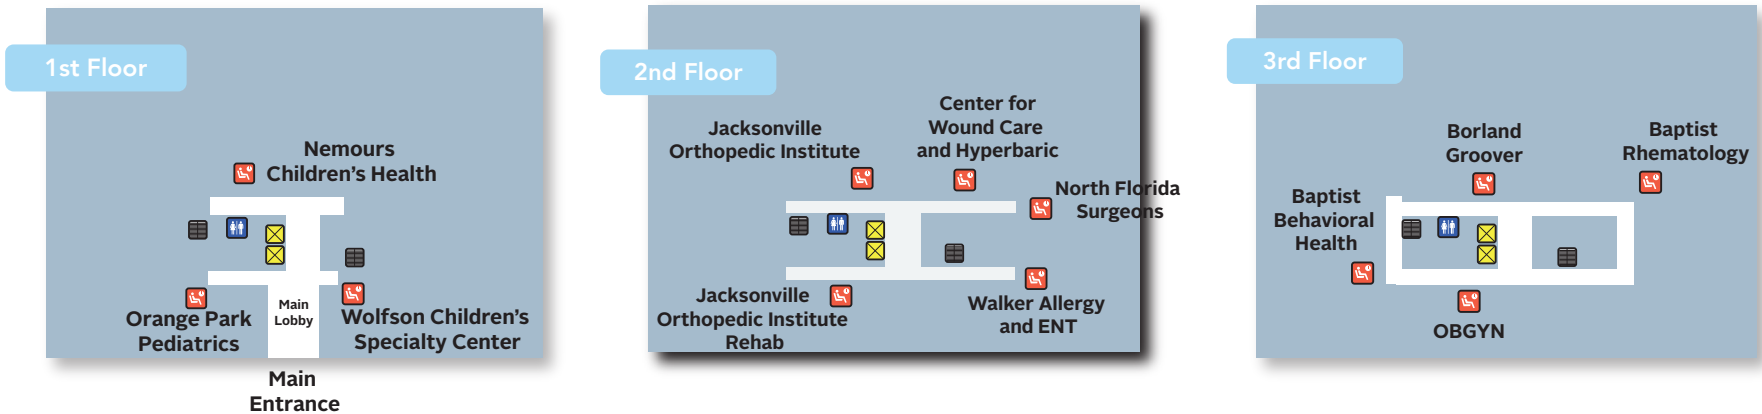 1st Floor
Nemours
Children's Health
Orange Park
Pediatrics
Main
Lobby
Wolfson Children's
Specialty Center
Main
Entrance
2nd Floor
Jacksonville
Orthopedic Institute
Center for
Wound Care
and Hyperbaric
North Florida
Surgeons
Jacksonville
Orthopedic Institute
Rehab
Walker Allergy
and ENT
3rd Floor
Borland
Groover
Baptist
Rhematology
Baptist
Behavioral
Health
OBGYN